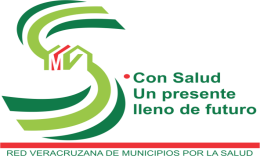 Con Salud
Un presente
lleno de futuro
RED VERACRUZANA DE MUNICIPIOS POR LA SALUD